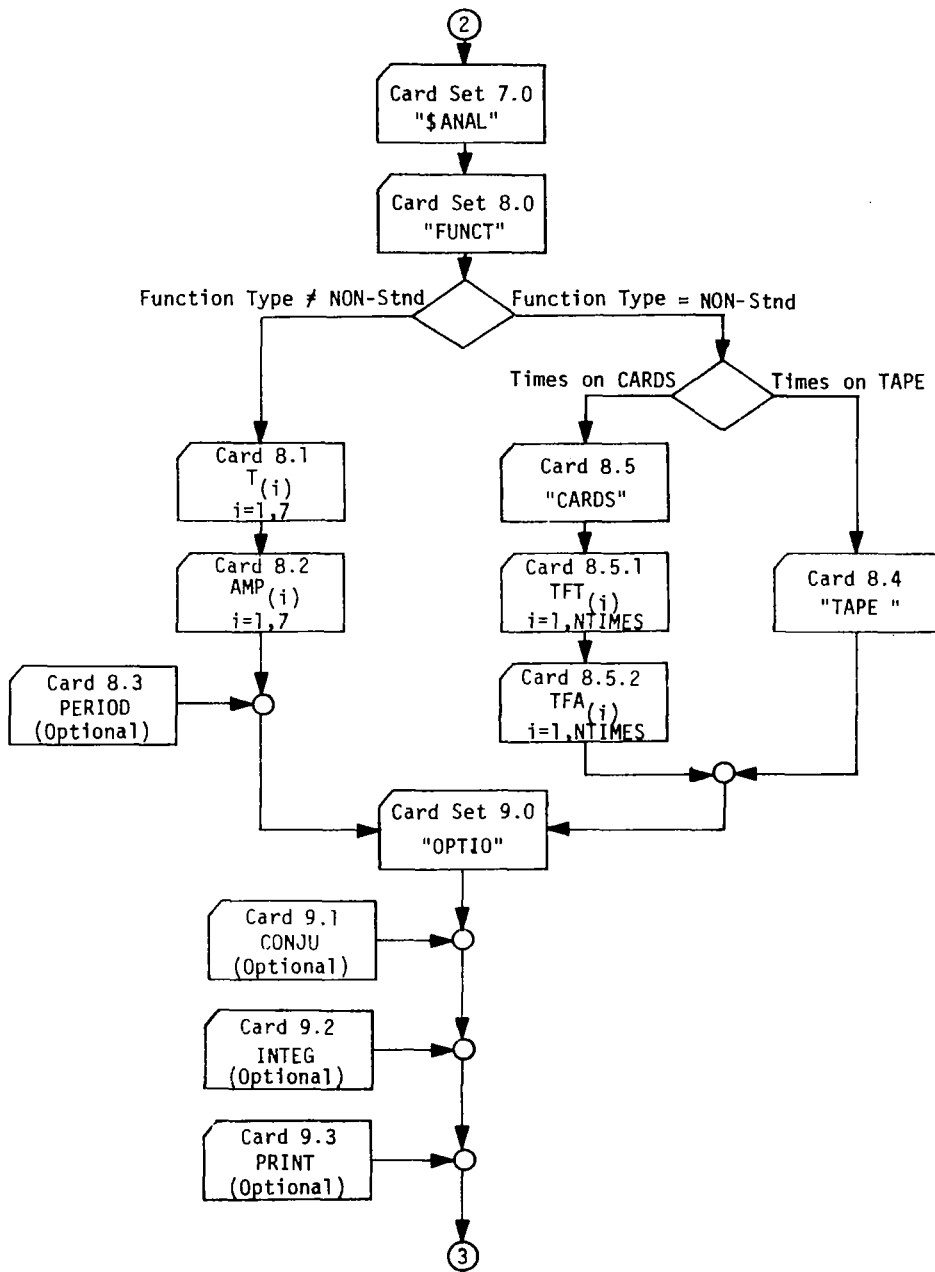 2
Card Set 7.0
"$ANAL"
Card Set 8.0
"FUNCT"
Function Type ≠ NON-Stnd
Function Type = NON-Stnd
Times on CARDS
Times on TAPE
Card 8.1
T(i)
i=1,7
Card 8.5
"CARDS"
Card 8.2
AMP(i)
i=1,7
Card 8.5.1
TFT(i)
i=1,NTIMES
Card 8.4
"TAPE "
Card 8.3
PERIOD
(Optional)
Card 8.5.2
TFA(i)
i=1,NTIMES
Card Set 9.0
"OPTIO"
Card 9.1
CONJU
(Optional)
Card 9.2
INTEG
(Optional)
Card 9.3
PRINT
(Optional)
3